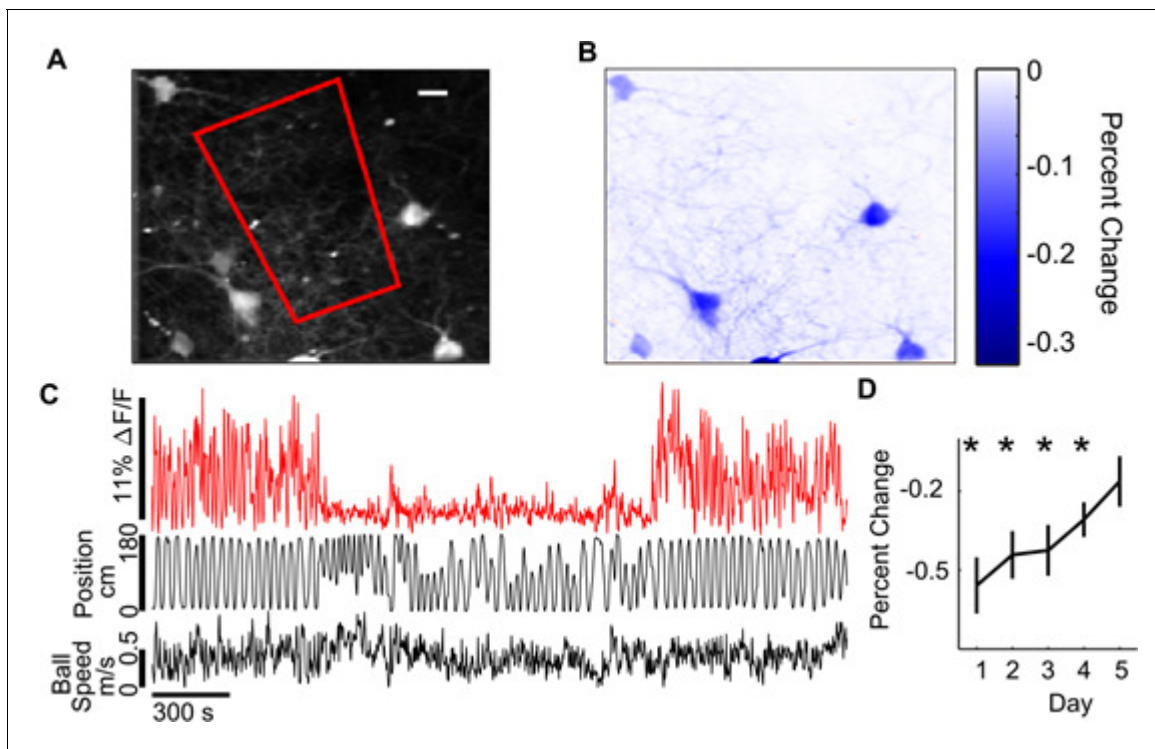 A
B
0
-0.1
-0.2
-0.3
Percent Change
C
11% ΔF/F
180
0
Position
cm
0.5
0
Ball
Speed
m/s
300 s
D
* * * *
-0.2
-0.5
Percent Change
1 2 3 4 5
Day